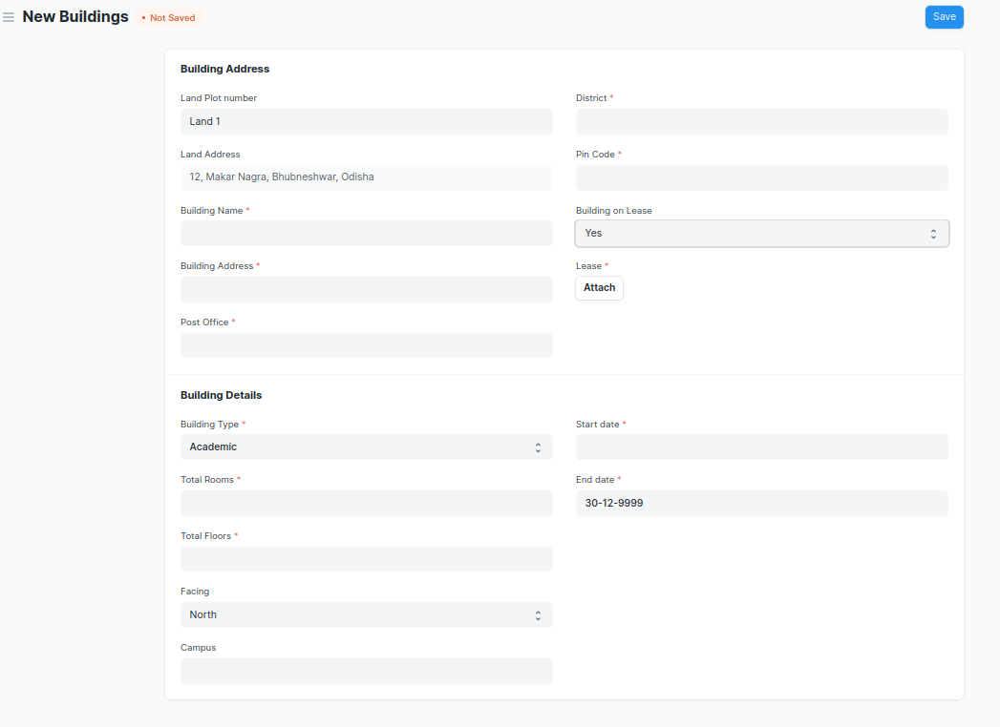 New Buildings
• Not Saved
Save
Building Address
Land Plot number
Land 1
Land Address
12, Makar Nagra, Bhubneshwar, Odisha
Building Name *
Building Address *
Post Office *
District *
Pin Code *
Building on Lease
Yes
Lease *
Attach
Building Details
Building Type *
Academic
Total Rooms *
Total Floors *
Facing
North
Campus
Start date *
End date *
30-12-9999